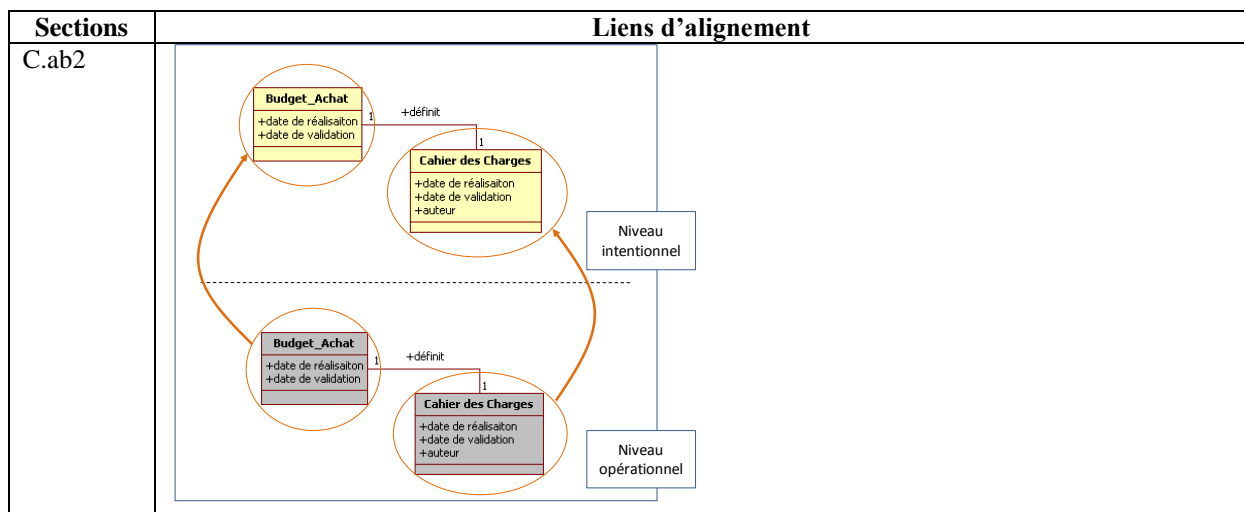 Sections
Liens d'alignement
C.ab2
Budget_Achat
+date de réalisaiton
+date de validation
1
+définit
1
Cahier des Charges
+date de réalisaiton
+date de validation
+auteur
Niveau
intentionnel
Budget_Achat
+date de réalisaiton
+date de validation
1
+définit
1
Cahier des Charges
+date de réalisaiton
+date de validation
+auteur
Niveau
opérationnel